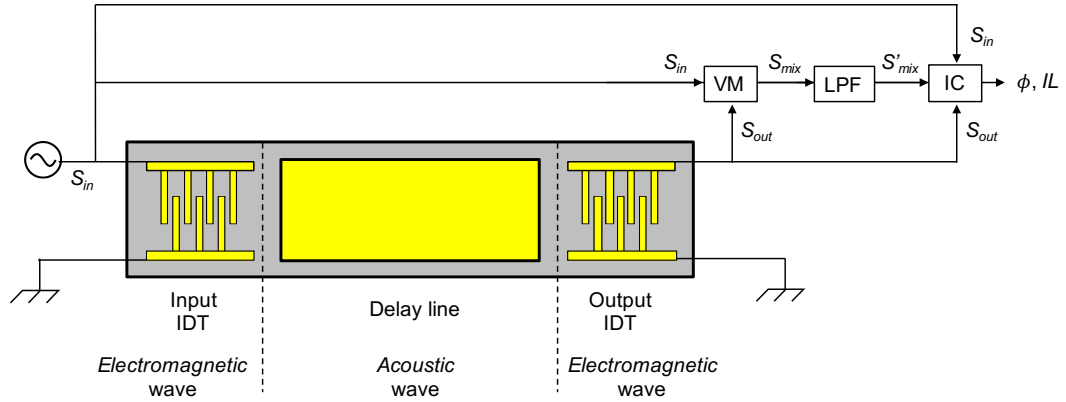 S_in
S_in
VM
S_mix
LPF
S'_mix
IC
ϕ, IL
S_out
S_out
S_in
Input
IDT
Delay line
Output
IDT
Electromagnetic
wave
Acoustic
wave
Electromagnetic
wave